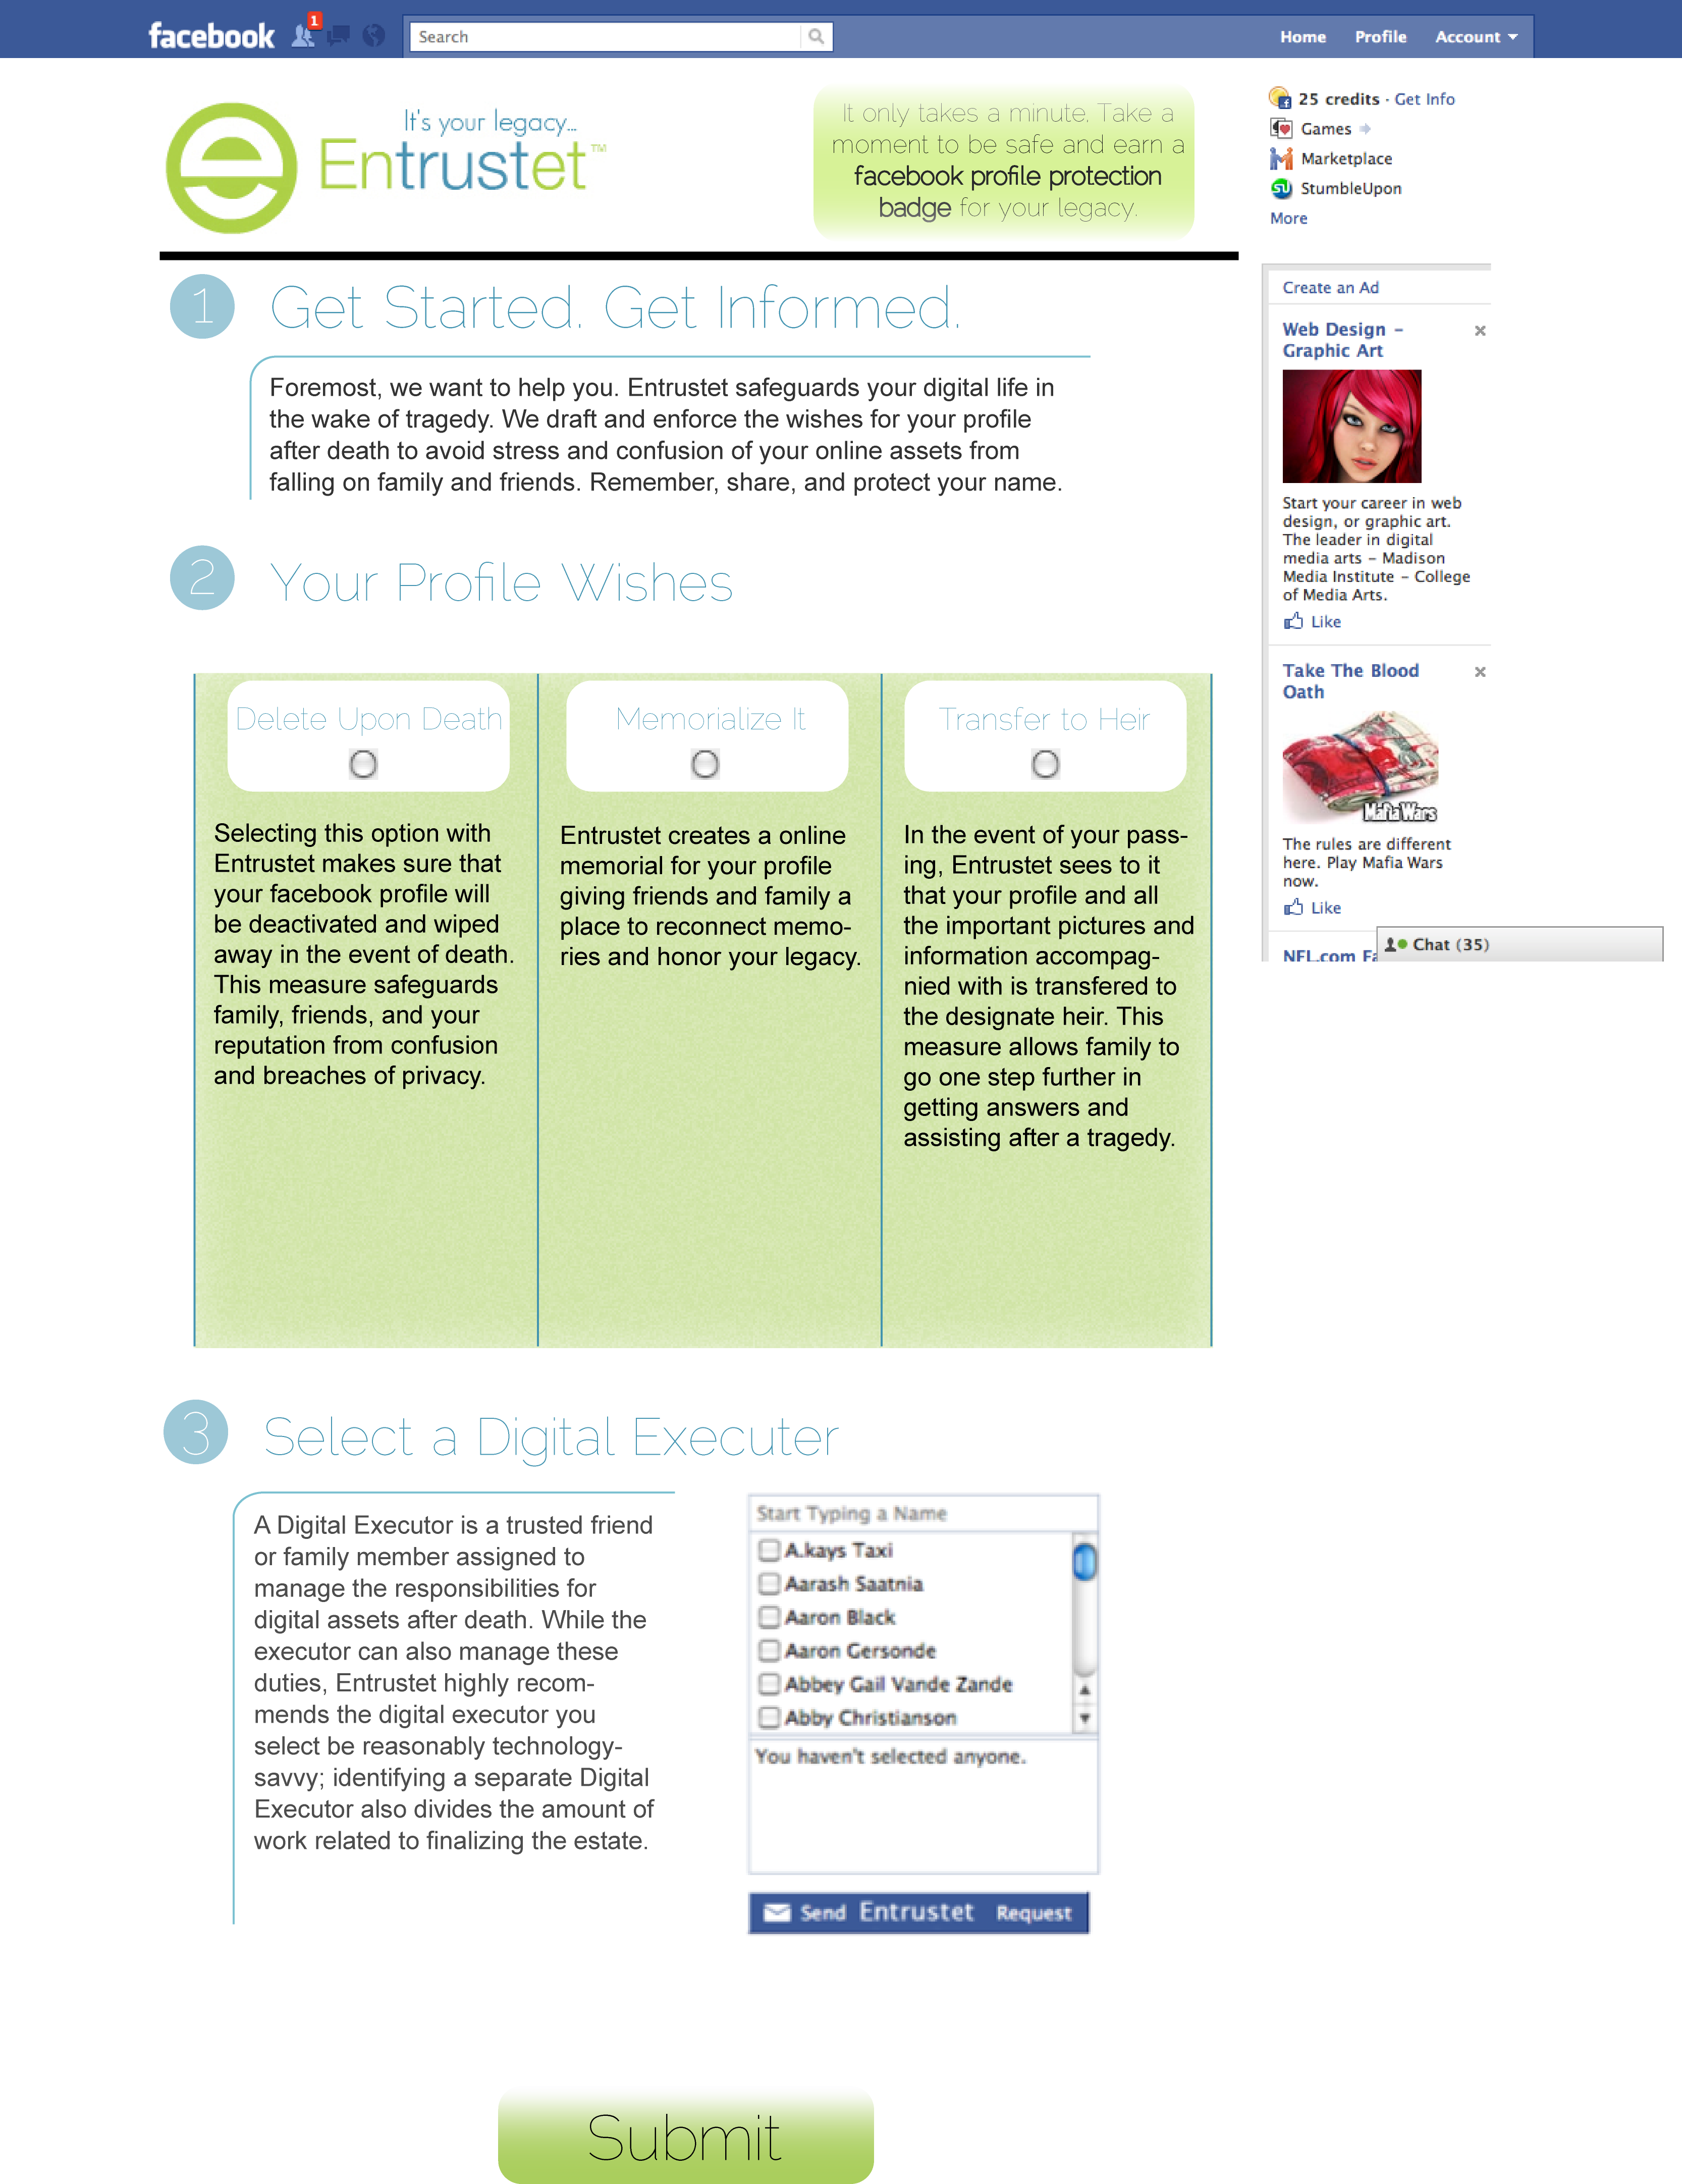 facebook
1
Search
Home Profile Account
It's your legacy...
Entrustet™
It only takes a minute. Take a
moment to be safe and earn a
facebook profile protection
badge for your legacy.
25 credits · Get Info
Games
Marketplace
StumbleUpon
More
1 Get Started. Get Informed.
Foremost, we want to help you. Entrustet safeguards your digital life in
the wake of tragedy. We draft and enforce the wishes for your profile
after death to avoid stress and confusion of your online assets from
falling on family and friends. Remember, share, and protect your name.
2 Your Profile Wishes
Delete Upon Death
Selecting this option with
Entrustet makes sure that
your facebook profile will
be deactivated and wiped
away in the event of death.
This measure safeguards
family, friends, and your
reputation from confusion
and breaches of privacy.
Memorialize It
Entrustet creates a online
memorial for your profile
giving friends and family a
place to reconnect memo-
ries and honor your legacy.
Transfer to Heir
In the event of your pass-
ing, Entrustet sees to it
that your profile and all
the important pictures and
information accompag-
nied with is transfered to
the designate heir. This
measure allows family to
go one step further in
getting answers and
assisting after a tragedy.
3 Select a Digital Executer
A Digital Executor is a trusted friend
or family member assigned to
manage the responsibilities for
digital assets after death. While the
executor can also manage these
duties, Entrustet highly recom-
mends the digital executor you
select be reasonably technology-
savvy; identifying a separate Digital
Executor also divides the amount of
work related to finalizing the estate.
Start Typing a Name
A.kays Taxi
Aarash Saatnia
Aaron Black
Aaron Gersonde
Abbey Gail Vande Zande
Abby Christianson
You haven't selected anyone.
Send Entrustet Request
Submit
Create an Ad
Web Design –
Graphic Art
x
Start your career in web
design, or graphic art.
The leader in digital
media arts – Madison
Media Institute – College
of Media Arts.
Like
Take The Blood
Oath
x
Mafia Wars
The rules are different
here. Play Mafia Wars
now.
Like
NFL.com Fa
Chat (35)